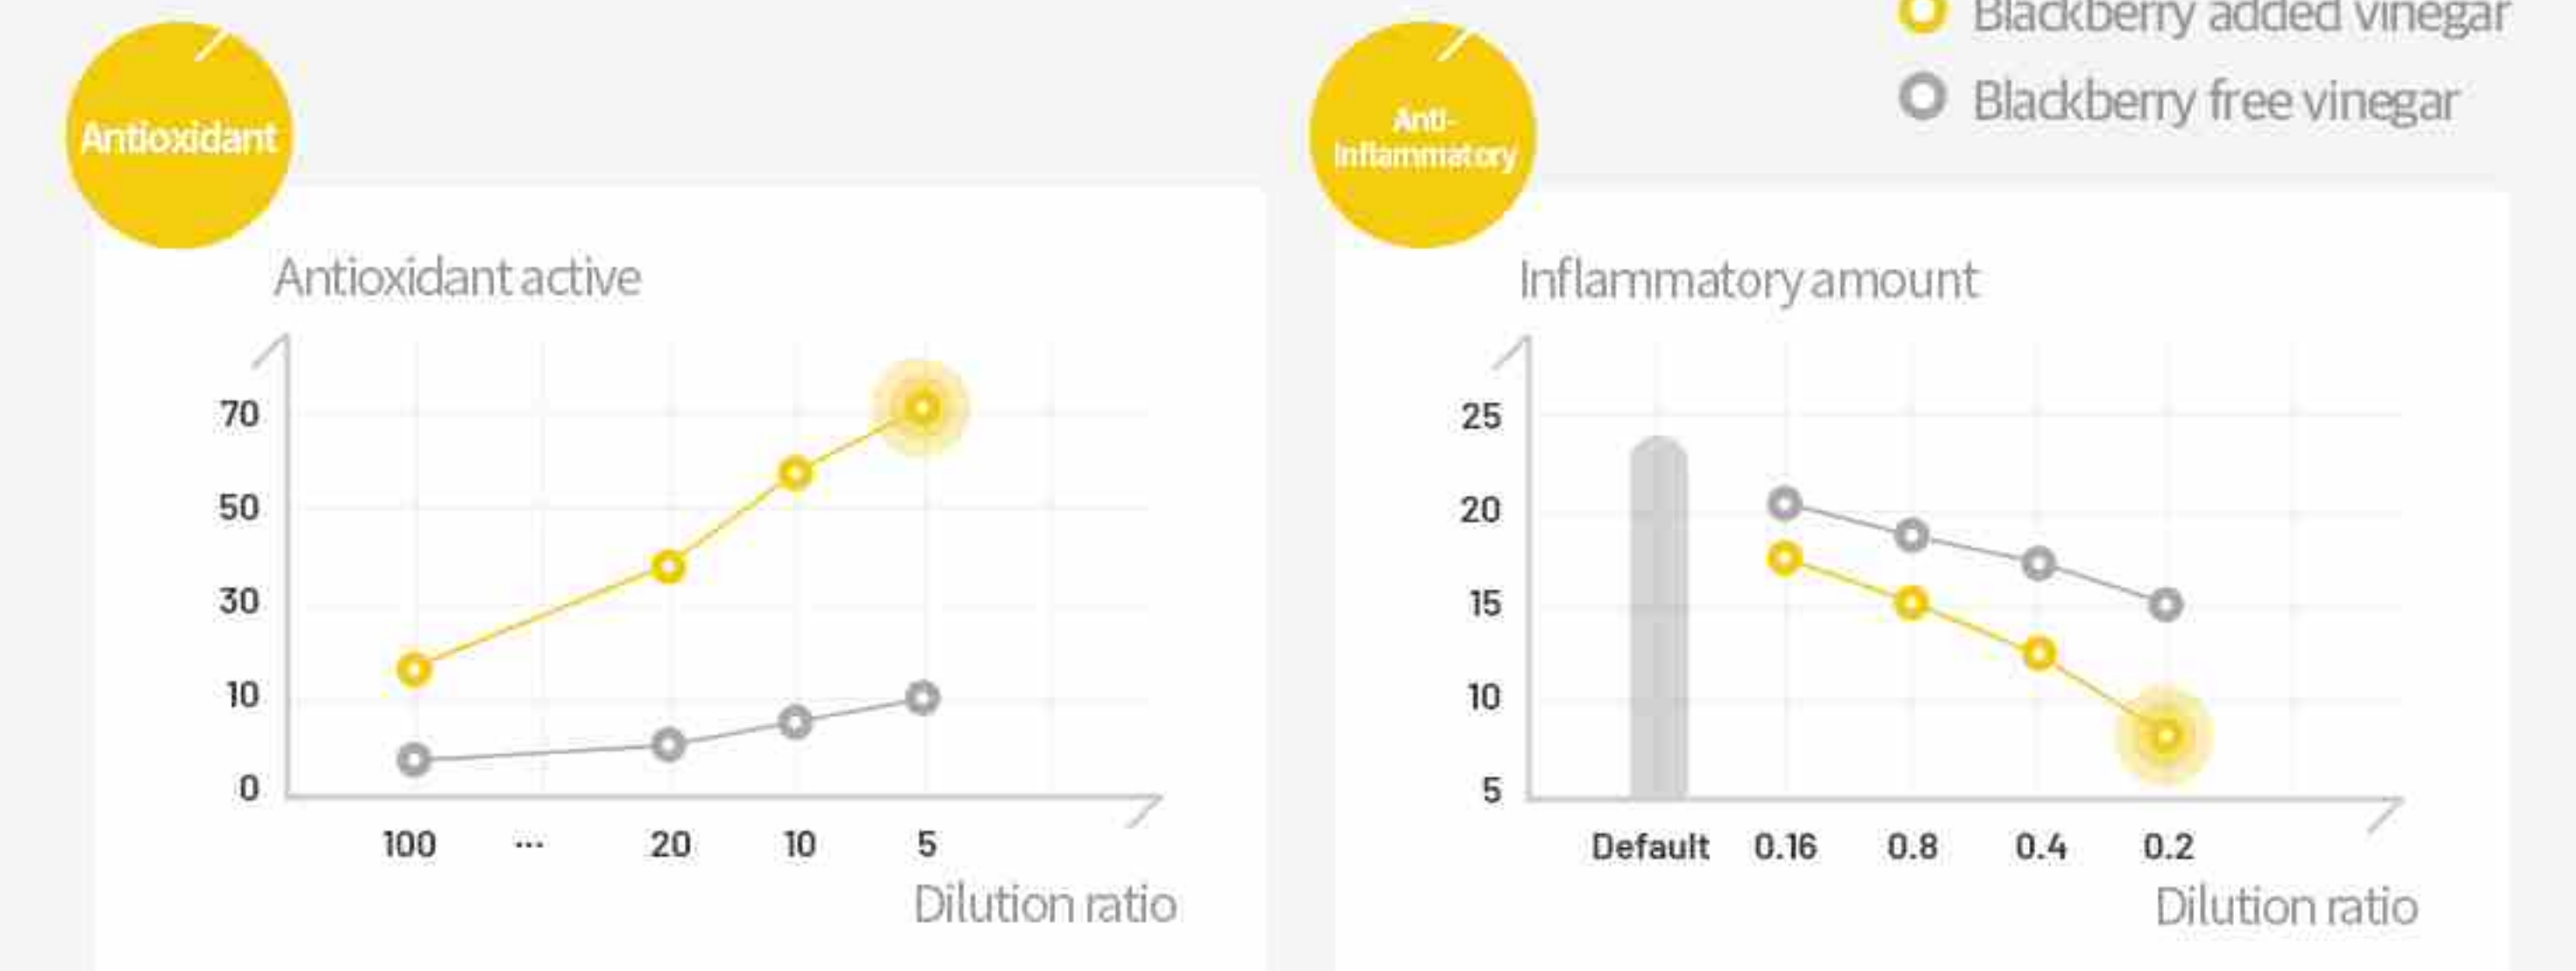 Blackberry added vinegar
Blackberry free vinegar
Antioxidant
Antioxidant active
70
50
30
10
0
100 ... 20 10 5
Dilution ratio
Anti-
Inflammatory
Inflammatory amount
25
20
15
10
5
Default 0.16 0.8 0.4 0.2
Dilution ratio